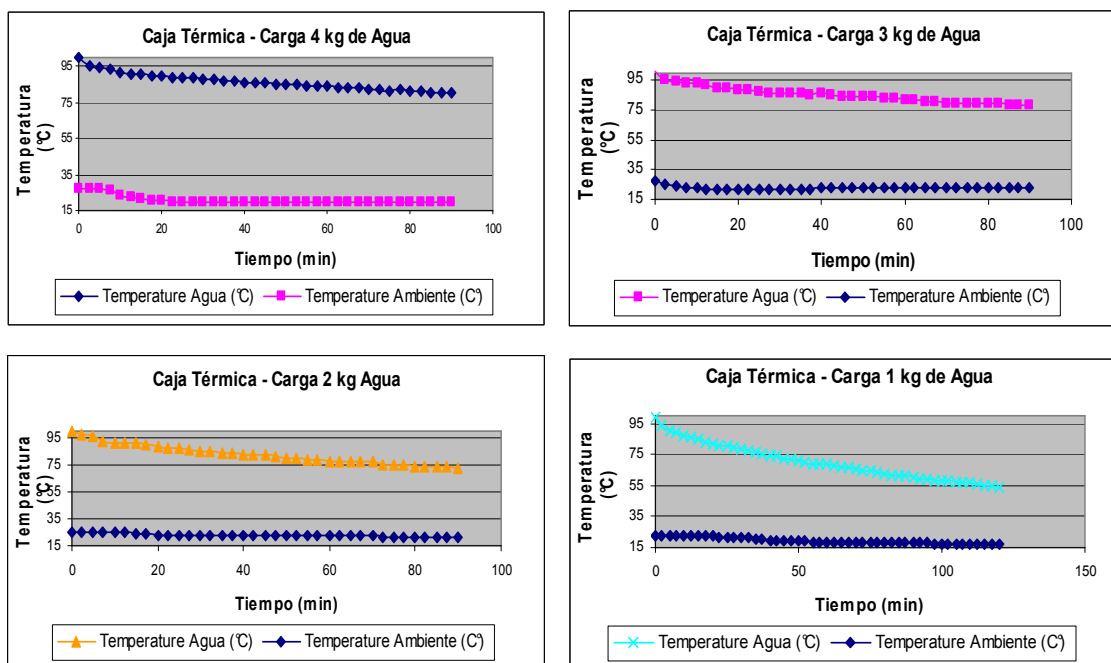 Caja Térmica - Carga 4 kg de Agua
Temperatura
(°C)
95
75
55
35
15
0 20 40 60 80 100
Tiempo (min)
Temperature Agua (°C) Temperature Ambiente (C°)
Caja Térmica - Carga 3 kg de Agua
Temperatura
(°C)
95
75
55
35
15
0 20 40 60 80 100
Tiempo (min)
Temperature Agua (°C) Temperature Ambiente (C°)
Caja Térmica - Carga 2 kg Agua
Temperatura
(°C)
95
75
55
35
15
0 20 40 60 80 100
Tiempo (min)
Temperature Agua (°C) Temperature Ambiente (C°)
Caja Térmica - Carga 1 kg de Agua
Temperatura
(°C)
95
75
55
35
15
0 50 100 150
Tiempo (min)
Temperature Agua (°C) Temperature Ambiente (C°)